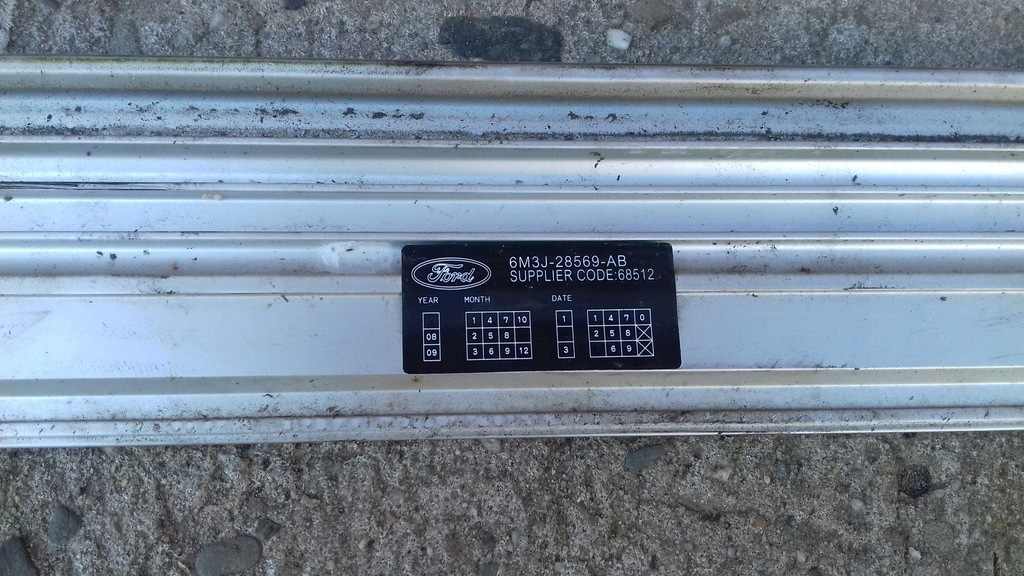 Ford
6M3J-28569-AB
SUPPLIER CODE:68512
YEAR MONTH DATE
1 4 7 10 1 1 4 7 0
08 2 5 8 2 5 8
09 3 6 9 12 3 6 9